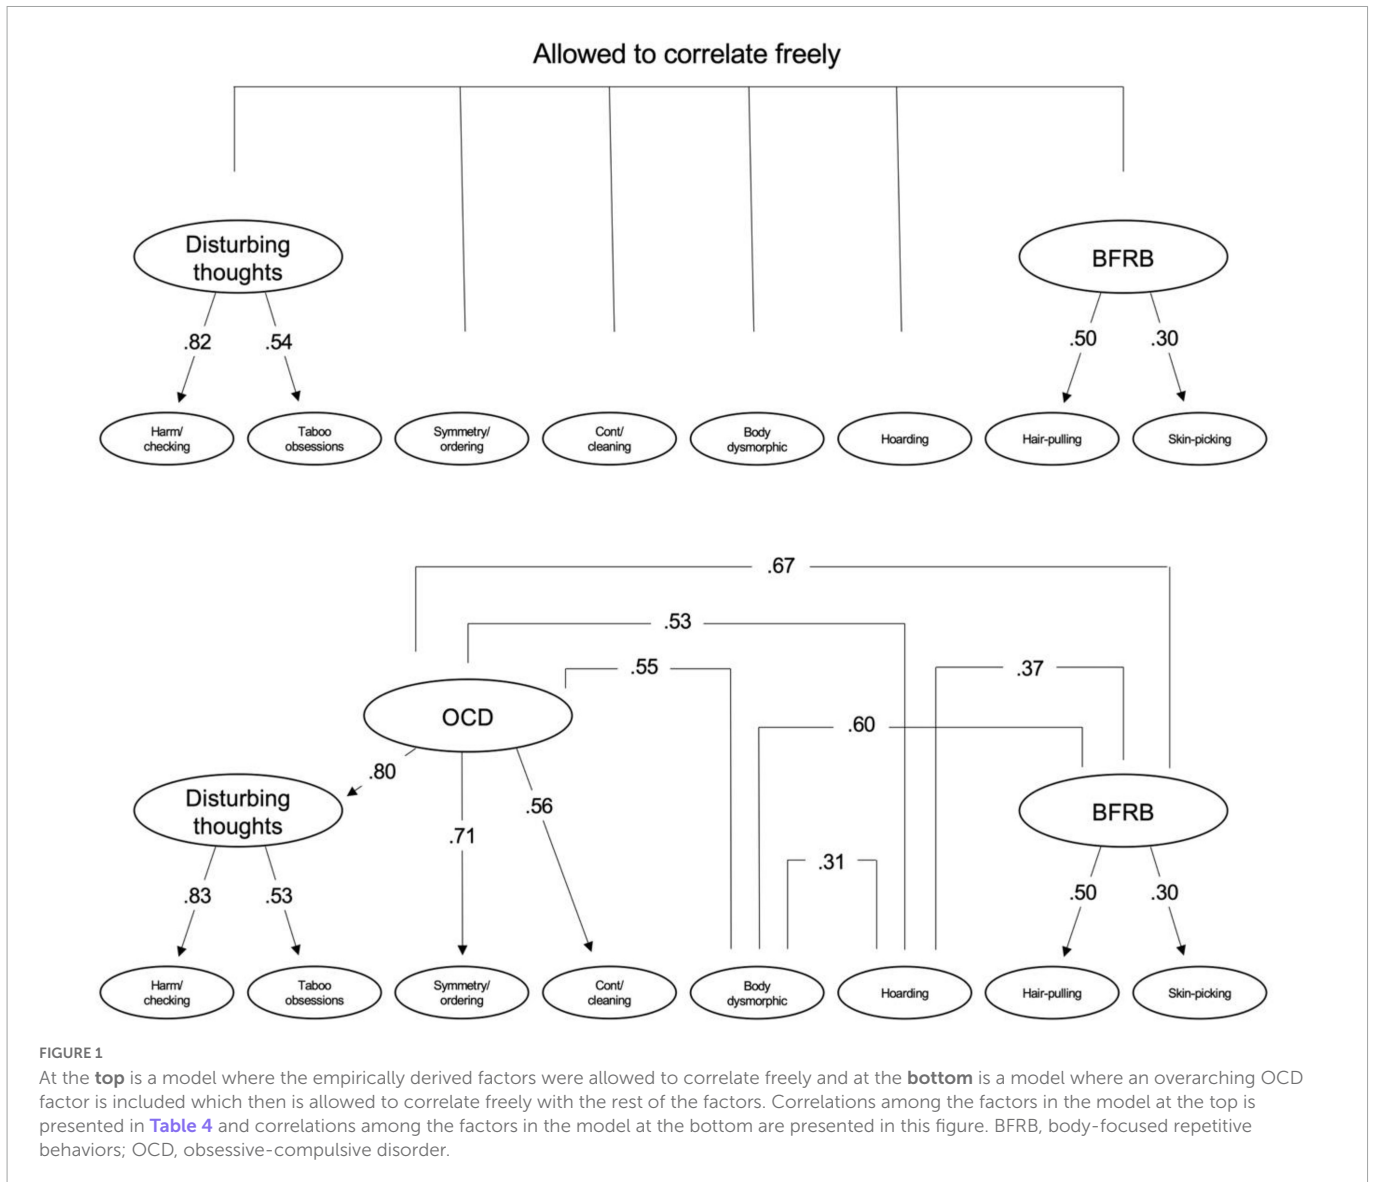 Allowed to correlate freely
Disturbing
thoughts
BFRB
.82
.54
.50
.30
Harm/
checking
Taboo
obsessions
Symmetry/
ordering
Cont/
cleaning
Body
dysmorphic
Hoarding
Hair-pulling
Skin-picking
.67
.53
.55
.37
OCD
.60
.80
Disturbing
thoughts
.56
BFRB
.71
.31
.83
.53
.50
.30
Harm/
checking
Taboo
obsessions
Symmetry/
ordering
Cont/
cleaning
Body
dysmorphic
Hoarding
Hair-pulling
Skin-picking
FIGURE 1
At the top is a model where the empirically derived factors were allowed to correlate freely and at the bottom is a model where an overarching OCD
factor is included which then is allowed to correlate freely with the rest of the factors. Correlations among the factors in the model at the top is
presented in Table 4 and correlations among the factors in the model at the bottom are presented in this figure. BFRB, body-focused repetitive
behaviors; OCD, obsessive-compulsive disorder.